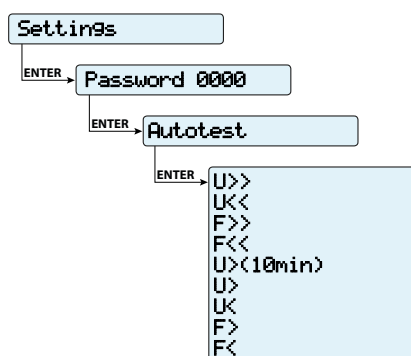 Settings
ENTER
Password 0000
ENTER
Autotest
ENTER
U>>
U<<
F>>
F<<
U>(10min)
U>
U<
F>
F<